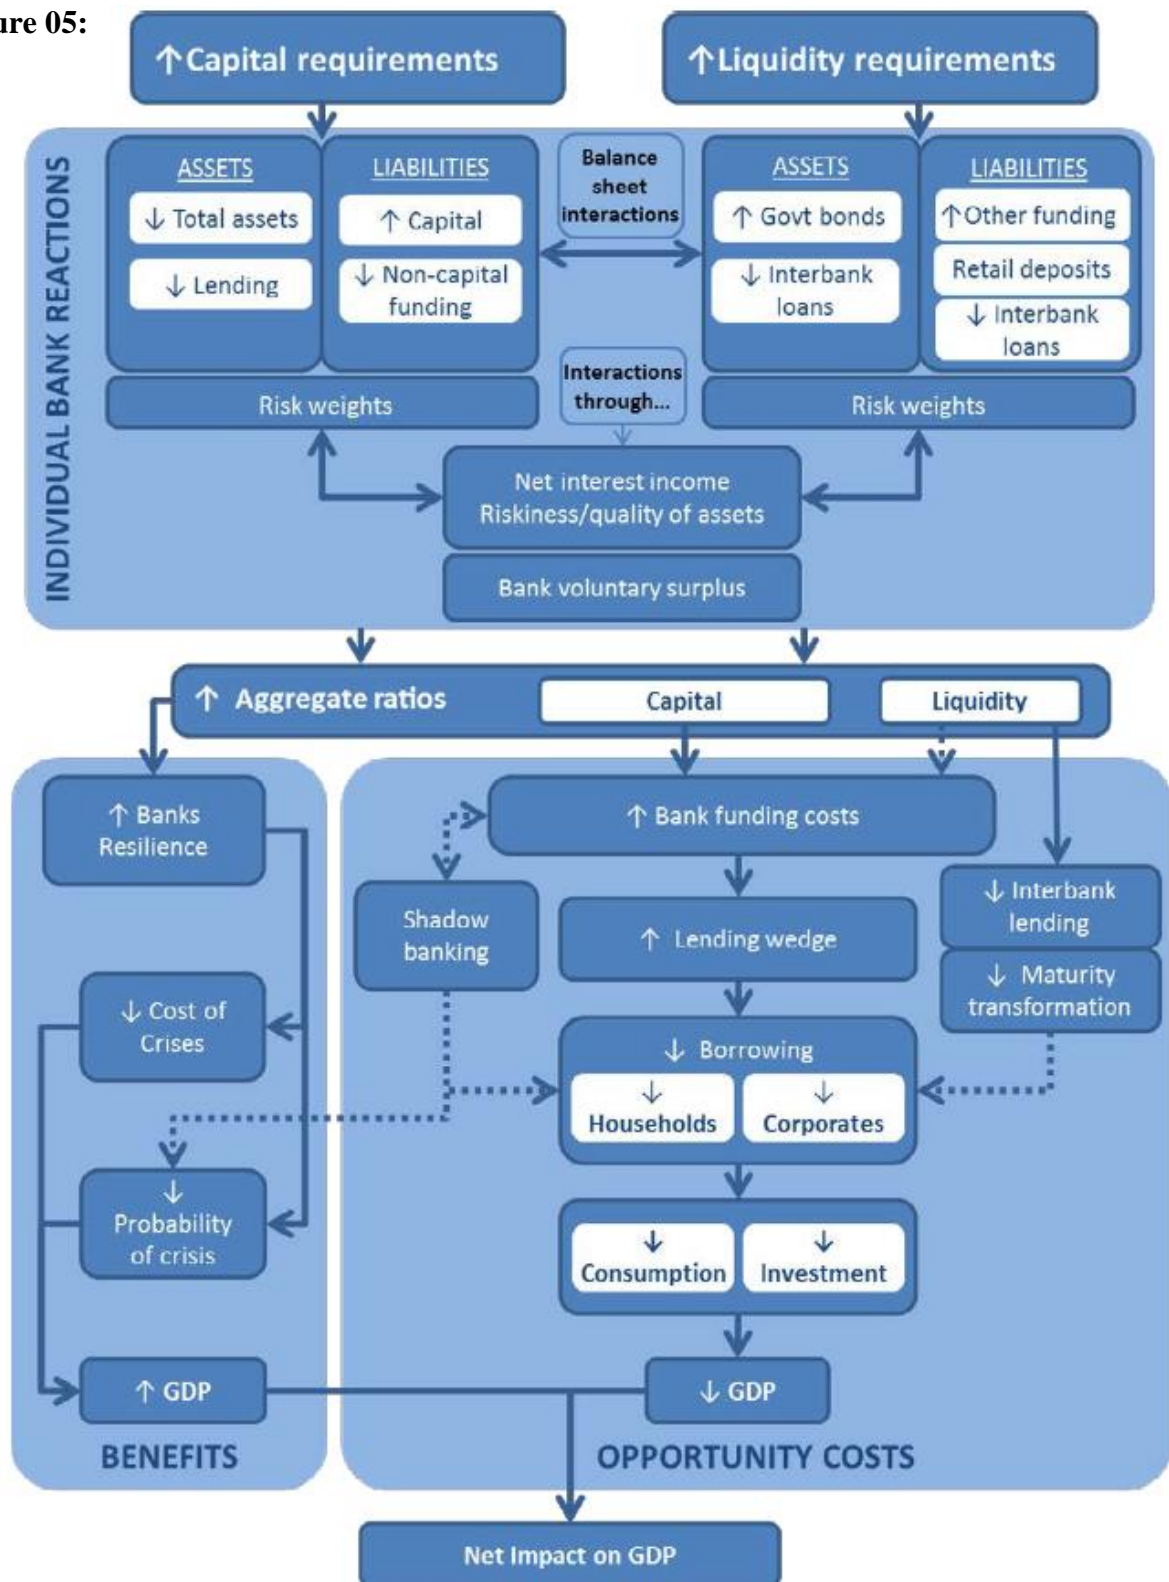 ure 05:
↑Capital requirements
↑Liquidity requirements
INDIVIDUAL BANK REACTIONS
ASSETS
↓ Total assets
↓ Lending
LIABILITIES
↑ Capital
↓ Non-capital
funding
Risk weights
Balance
sheet
interactions
Interactions
through...
ASSETS
↑ Govt bonds
↓ Interbank
loans
LIABILITIES
↑Other funding
Retail deposits
↓ Interbank
loans
Risk weights
Net interest income
Riskiness/quality of assets
Bank voluntary surplus
↑ Aggregate ratios
Capital
Liquidity
↑ Banks
Resilience
↓ Cost of
Crises
↓
Probability
of crisis
↑ GDP
BENEFITS
↑ Bank funding costs
Shadow
banking
↑ Lending wedge
↓ Interbank
lending
↓ Maturity
transformation
↓ Borrowing
↓
Households
↓
Corporates
↓
Consumption
↓
Investment
↓ GDP
OPPORTUNITY COSTS
Net Impact on GDP